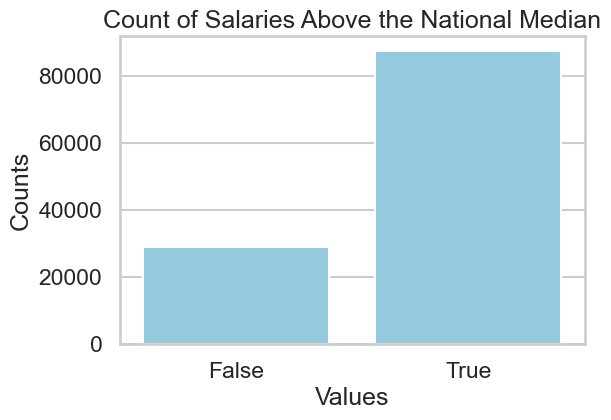 Count of Salaries Above the National Median
80000
60000
40000
20000
0
Counts
False True
Values